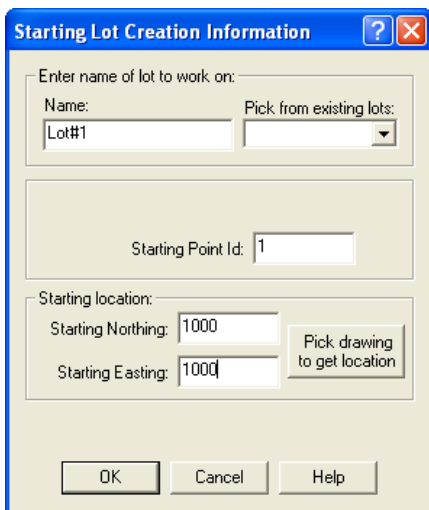 Starting Lot Creation Information
Enter name of lot to work on:
Name: Pick from existing lots:
Lot#1
Starting Point Id: 1
Starting location:
Starting Northing: 1000
Starting Easting: 1000
Pick drawing
to get location
OK Cancel Help